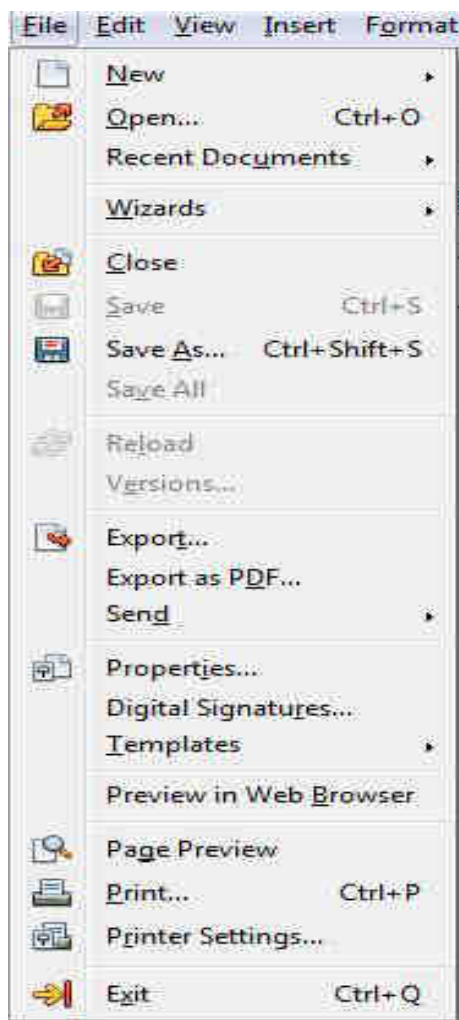 File Edit View Insert Format
New
Open... Ctrl+O
Recent Documents
Wizards
Close
Save Ctrl+S
Save As... Ctrl+Shift+S
Save All
Reload
Versions...
Export...
Export as PDF...
Send
Properties...
Digital Signatures...
Templates
Preview in Web Browser
Page Preview
Print... Ctrl+P
Printer Settings...
Exit Ctrl+Q